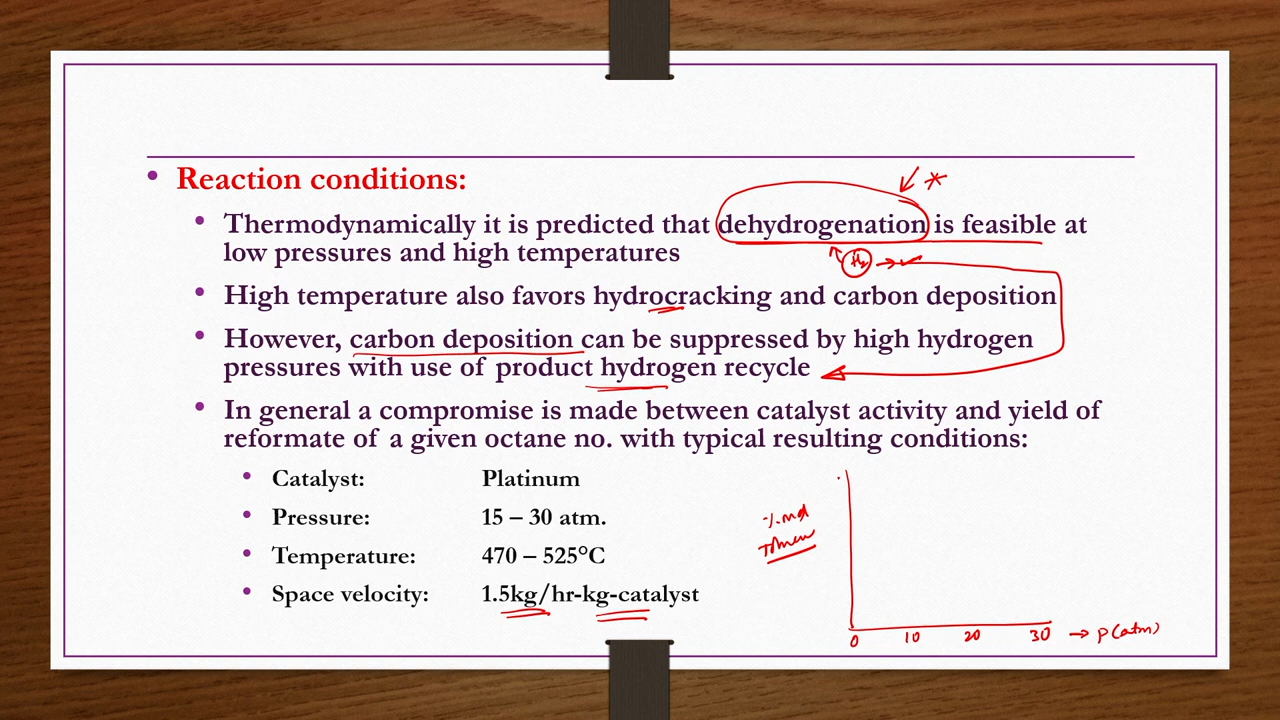 Reaction conditions:
Thermodynamically it is predicted that dehydrogenation is feasible at
low pressures and high temperatures
H₂
High temperature also favors hydrocracking and carbon deposition
However, carbon deposition can be suppressed by high hydrogen
pressures with use of product hydrogen recycle
In general a compromise is made between catalyst activity and yield of
reformate of a given octane no. with typical resulting conditions:
Catalyst: Platinum
Pressure: 15 – 30 atm.
Temperature: 470 – 525°C
Space velocity: 1.5kg/hr-kg-catalyst
0 10 20 30 → P(atm)